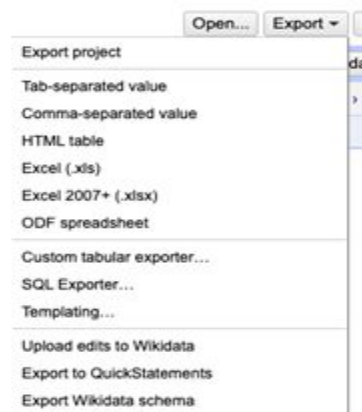 Open... Export
Export project
Tab-separated value
Comma-separated value
HTML table
Excel (.xls)
Excel 2007+ (.xlsx)
ODF spreadsheet
Custom tabular exporter...
SQL Exporter...
Templating...
Upload edits to Wikidata
Export to QuickStatements
Export Wikidata schema